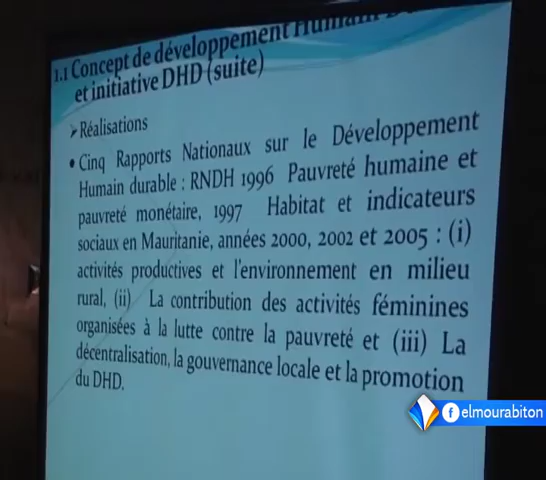 1.1 Concept de développement Humain
et initiative DHD (suite)
➢Réalisations
•Cinq Rapports Nationaux sur le Développement
Humain durable : RNDH 1996 Pauvreté humaine et
pauvreté monétaire, 1997 Habitat et indicateurs
sociaux en Mauritanie, années 2000, 2002 et 2005 : (i)
activités productives et l'environnement en milieu
rural, (ii) La contribution des activités féminines
organisées à la lutte contre la pauvreté et (iii) La
décentralisation, la gouvernance locale et la promotion
du DHD.
elmourabiton